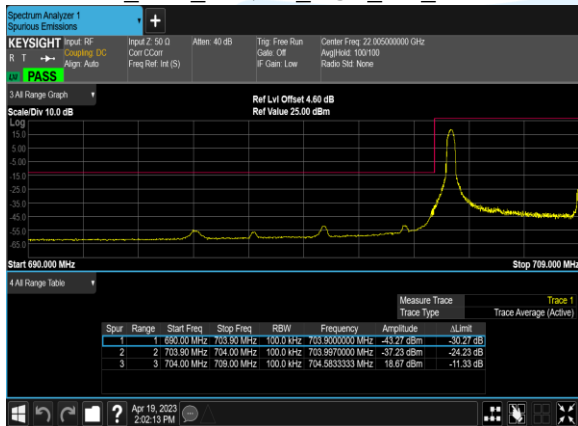 Spectrum Analyzer 1
Spurious Emissions
+
KEYSIGHT Input: RF Input Z: 50 Ω Atten: 40 dB Trig: Free Run Center Freq: 22.005000000 GHz
R T Coupling: DC Corr CCorr Gate: Off Avg|Hold: 100/100
Align: Auto Freq Ref: Int (S) IF Gain: Low Radio Std: None
PASS
3 All Range Graph
Ref Lvl Offset 4.60 dB
Scale/Div 10.0 dB Ref Value 25.00 dBm
Log
15.0
5.00
-5.00
-15.0
-25.0
-35.0
-45.0
-55.0
-65.0
Start 690.000 MHz Stop 709.000 MHz
4 All Range Table
Measure Trace Trace 1
Trace Type Trace Average (Active)
Spur Range Start Freq Stop Freq RBW Frequency Amplitude ΔLimit
1 1 690.00 MHz 703.90 MHz 100.0 kHz 703.9000000 MHz -43.27 dBm -30.27 dB
2 2 703.90 MHz 704.00 MHz 100.0 kHz 703.9970000 MHz -37.23 dBm -24.23 dB
3 3 704.00 MHz 709.00 MHz 100.0 kHz 704.5833333 MHz 18.67 dBm -11.33 dB
? Apr 19, 2023
2:02:13 PM